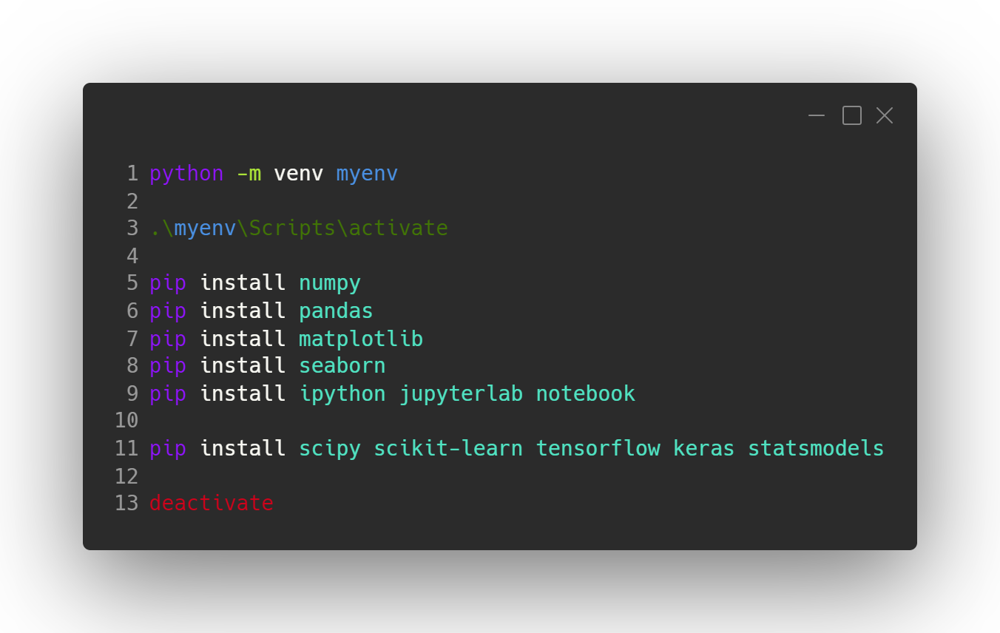 1 python -m venv myenv
2
3 .\myenv\Scripts\activate
4
5 pip install numpy
6 pip install pandas
7 pip install matplotlib
8 pip install seaborn
9 pip install ipython jupyterlab notebook
10
11 pip install scipy scikit-learn tensorflow keras statsmodels
12
13 deactivate